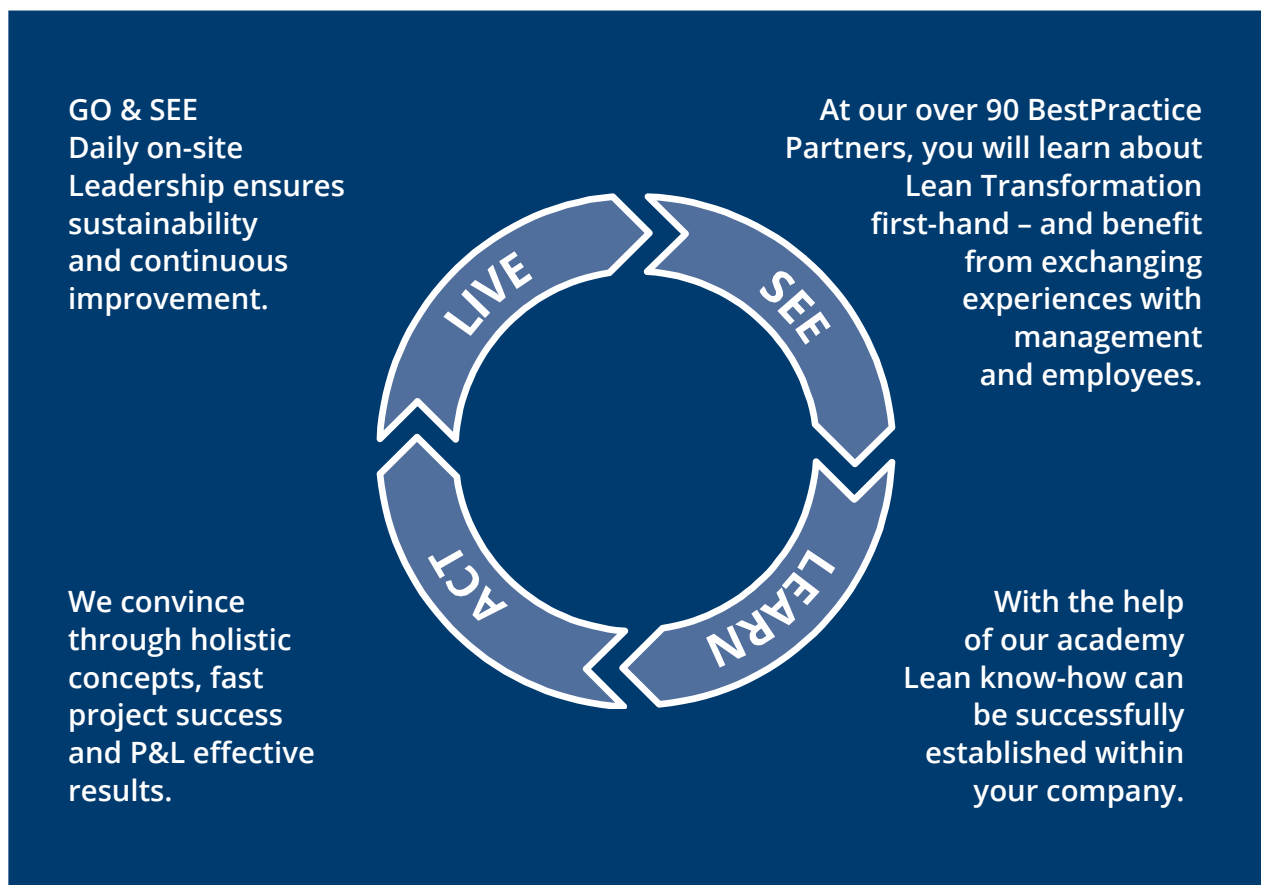 GO & SEE
Daily on-site
Leadership ensures
sustainability
and continuous
improvement.
At our over 90 BestPractice
Partners, you will learn about
Lean Transformation
first-hand – and benefit
from exchanging
experiences with
management
and employees.
LIVE
SEE
ACT
LEARN
We convince
through holistic
concepts, fast
project success
and P&L effective
results.
With the help
of our academy
Lean know-how can
be successfully
established within
your company.